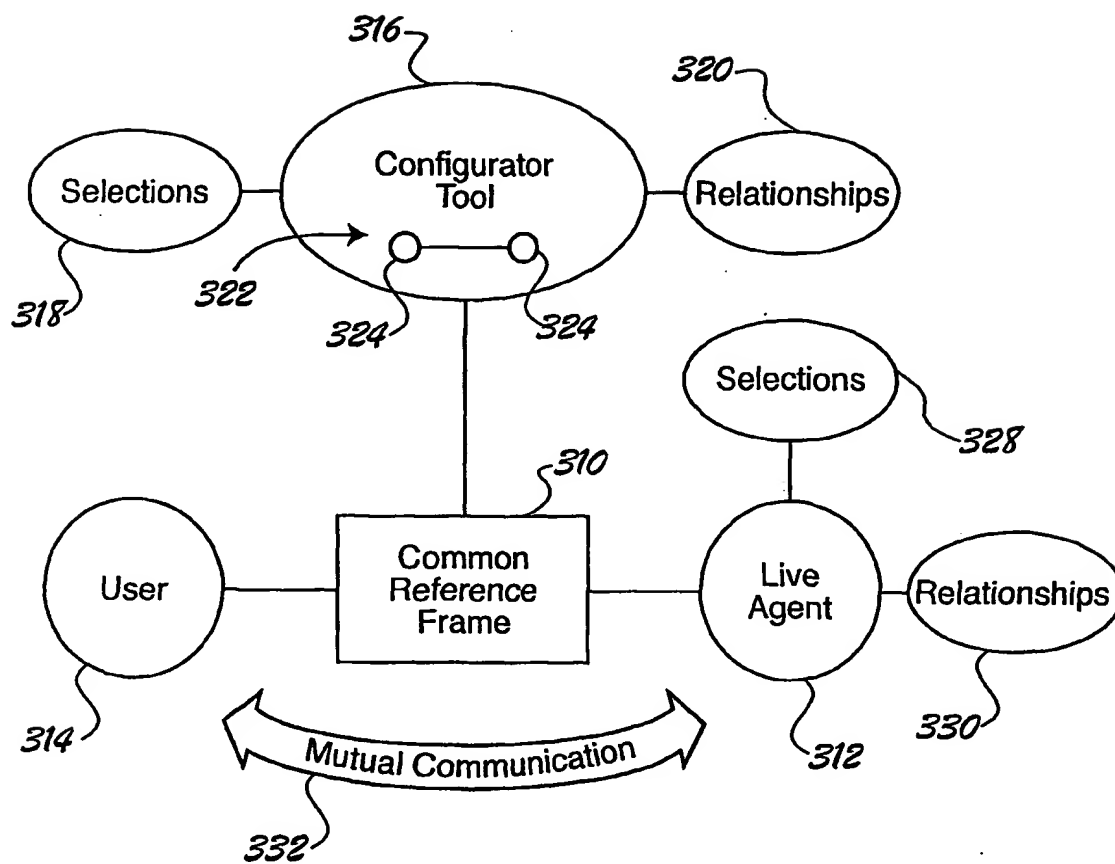 316
320
Configurator
Tool
Selections
Relationships
322
318
324
324
Selections
328
310
User
Common
Reference
Frame
Live
Agent
Relationships
314
Mutual Communication
312
330
332